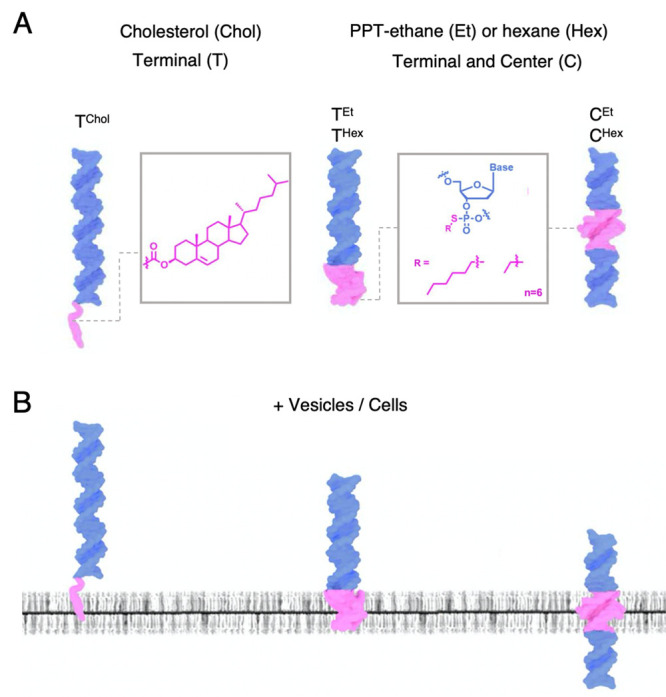 A
Cholesterol (Chol)
Terminal (T)
PPT-ethane (Et) or hexane (Hex)
Terminal and Center (C)
TChol
TEt
THex
CEt
CHex
O
O
Base
O
O
O
S P O
R
O
R =
n=6
B
+ Vesicles / Cells